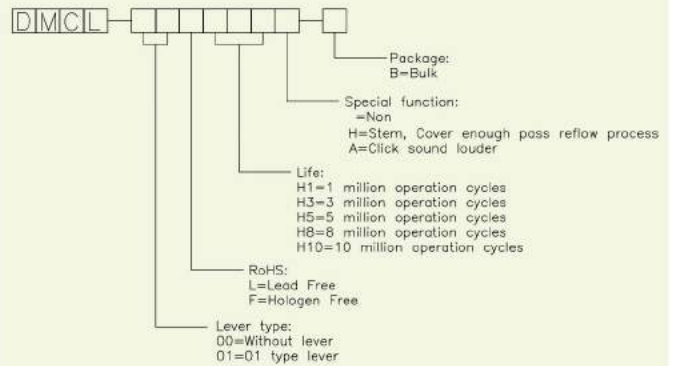 DMCL
Package:
B=Bulk
Special function:
=Non
H=Stem, Cover enough pass reflow process
A=Click sound louder
Life:
H1=1 million operation cycles
H3=3 million operation cycles
H5=5 million operation cycles
H8=8 million operation cycles
H10=10 million operation cycles
RoHS:
L=Lead Free
F=Hologen Free
Lever type:
00=Without lever
01=01 type lever